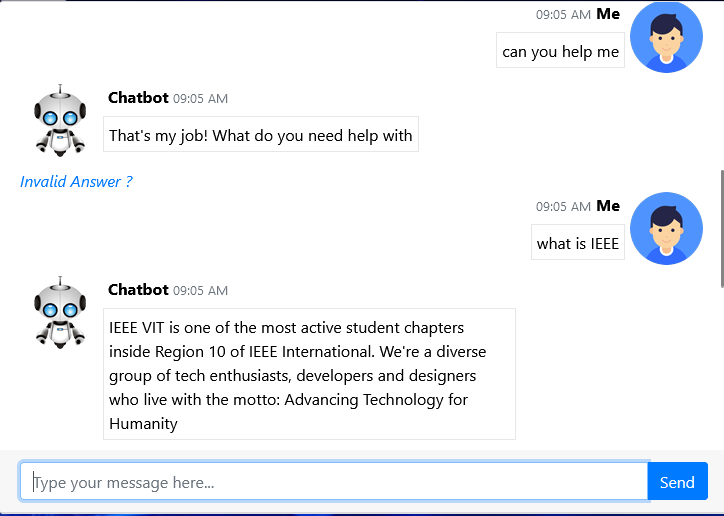 09:05 AM Me
can you help me
Chatbot 09:05 AM
That's my job! What do you need help with
Invalid Answer ?
09:05 AM Me
what is IEEE
Chatbot 09:05 AM
IEEE VIT is one of the most active student chapters
inside Region 10 of IEEE International. We're a diverse
group of tech enthusiasts, developers and designers
who live with the motto: Advancing Technology for
Humanity
Type your message here...
Send